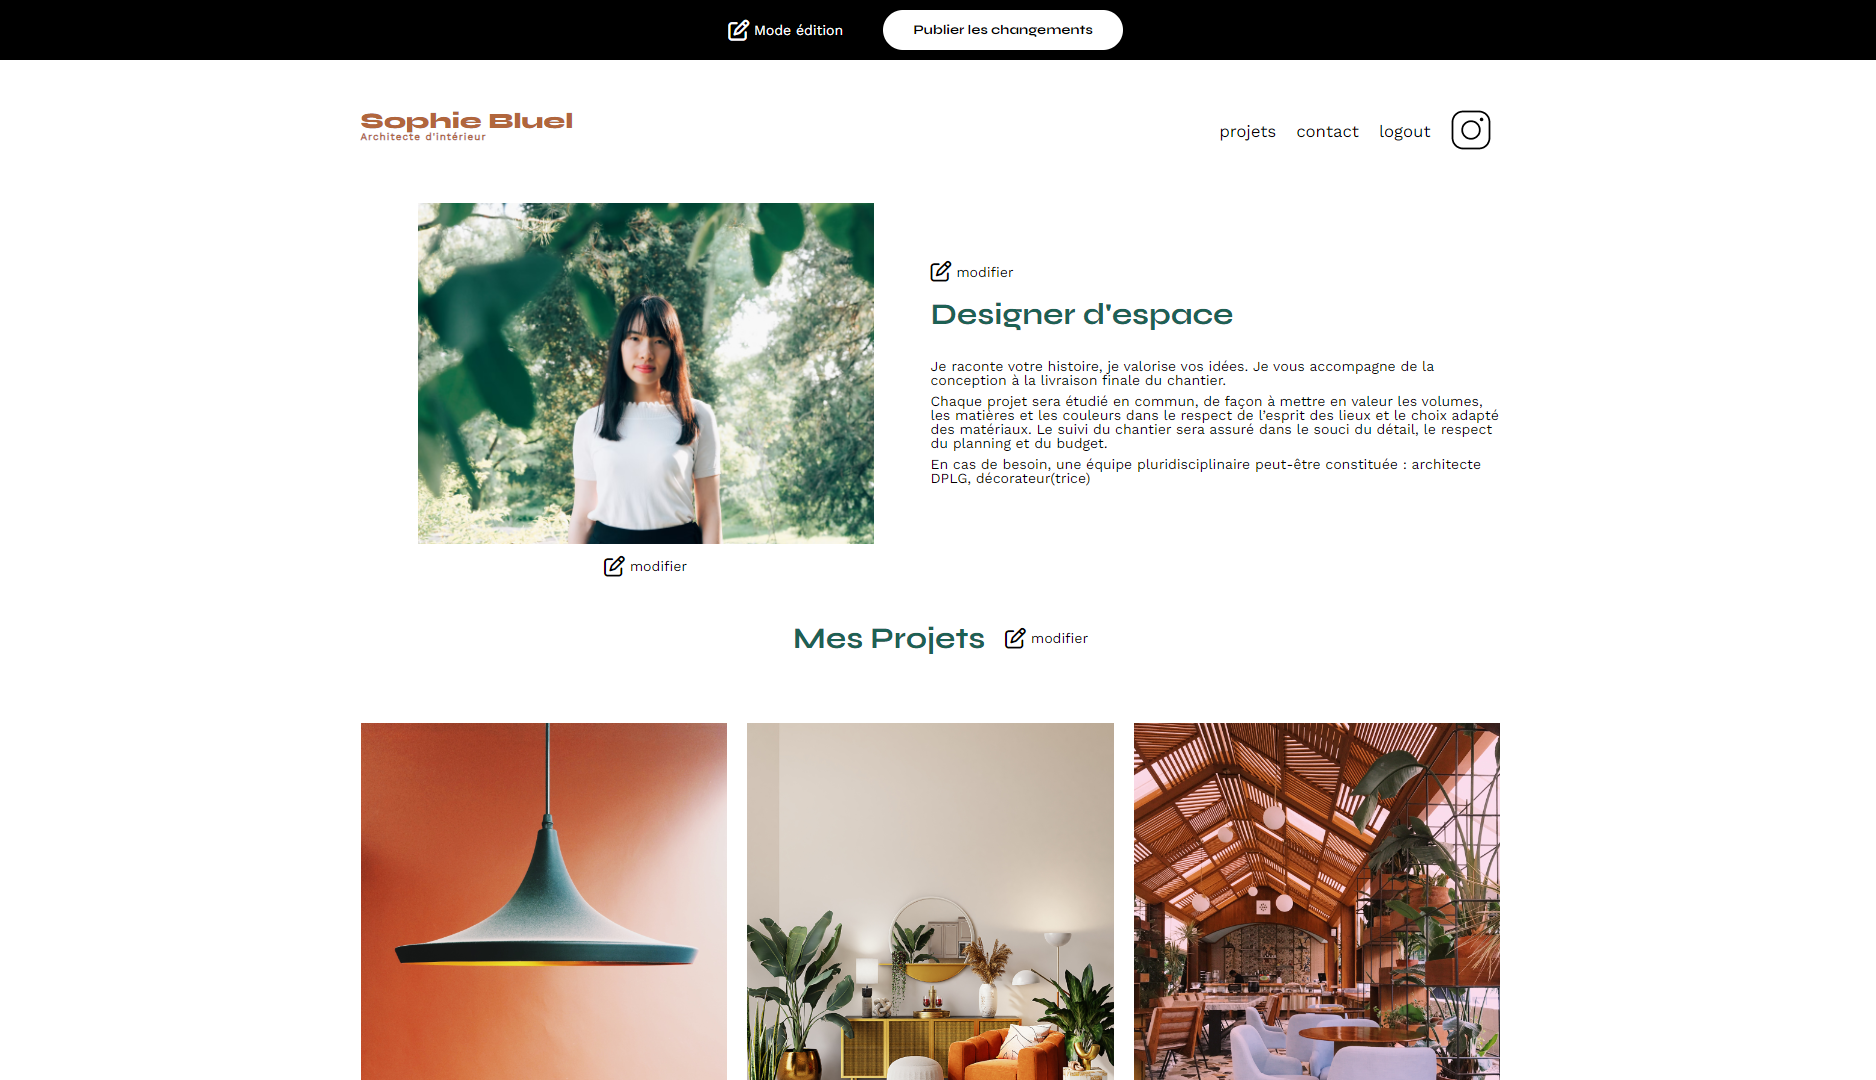 Mode édition
Publier les changements
Sophie Bluel
Architecte d'intérieur
projets
contact
logout
modifier
Designer d'espace
Je raconte votre histoire, je valorise vos idées. Je vous accompagne de la
conception à la livraison finale du chantier.
Chaque projet sera étudié en commun, de façon à mettre en valeur les volumes,
les matières et les couleurs dans le respect de l’esprit des lieux et le choix adapté
des matériaux. Le suivi du chantier sera assuré dans le souci du détail, le respect
du planning et du budget.
En cas de besoin, une équipe pluridisciplinaire peut-être constituée : architecte
DPLG, décorateur(trice)
modifier
Mes Projets
modifier